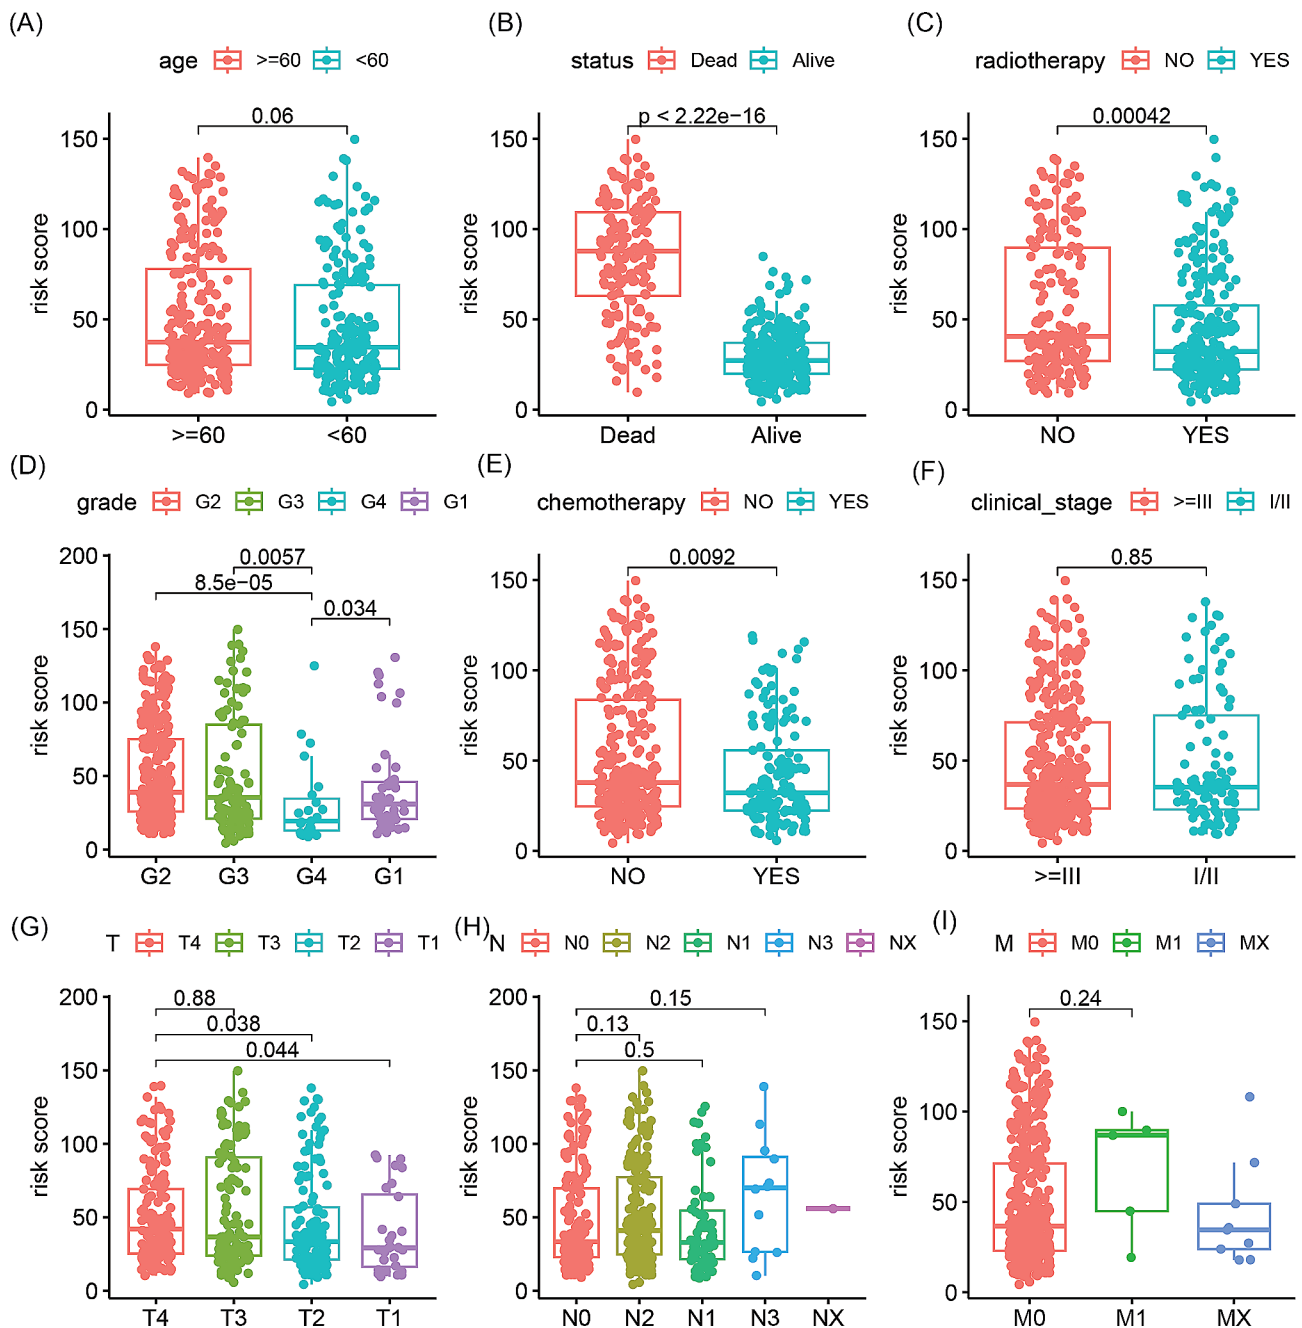 (A)
age >=60 <60
risk score
150
100
50
0
0.06
>=60 <60
(B)
status Dead Alive
risk score
150
100
50
0
p < 2.22e−16
Dead Alive
(C)
radiotherapy NO YES
risk score
150
100
50
0
0.00042
NO YES
(D)
grade G2 G3 G4 G1
risk score
200
150
100
50
0
0.0057
8.5e−05
0.034
G2 G3 G4 G1
(E)
chemotherapy NO YES
risk score
150
100
50
0
0.0092
NO YES
(F)
clinical_stage >=III I/II
risk score
150
100
50
0
0.85
>=III I/II
(G)
T T4 T3 T2 T1
risk score
200
150
100
50
0
0.88
0.038
0.044
T4 T3 T2 T1
(H)
N N0 N2 N1 N3 NX
risk score
200
150
100
50
0
0.15
0.13
0.5
N0 N2 N1 N3 NX
(I)
M M0 M1 MX
risk score
150
100
50
0
0.24
M0 M1 MX